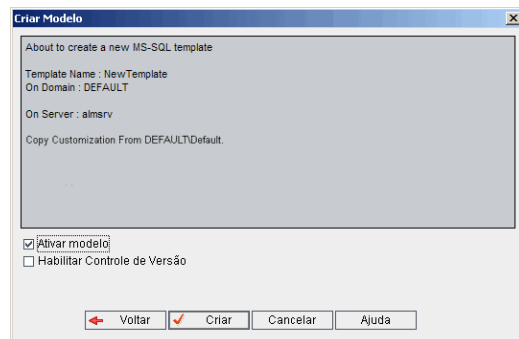 Criar Modelo
About to create a new MS-SQL template
Template Name : NewTemplate
On Domain : DEFAULT
On Server : almsrv
Copy Customization From DEFAULT\Default.
Ativar modelo
Habilitar Controle de Versão
Voltar Criar Cancelar Ajuda